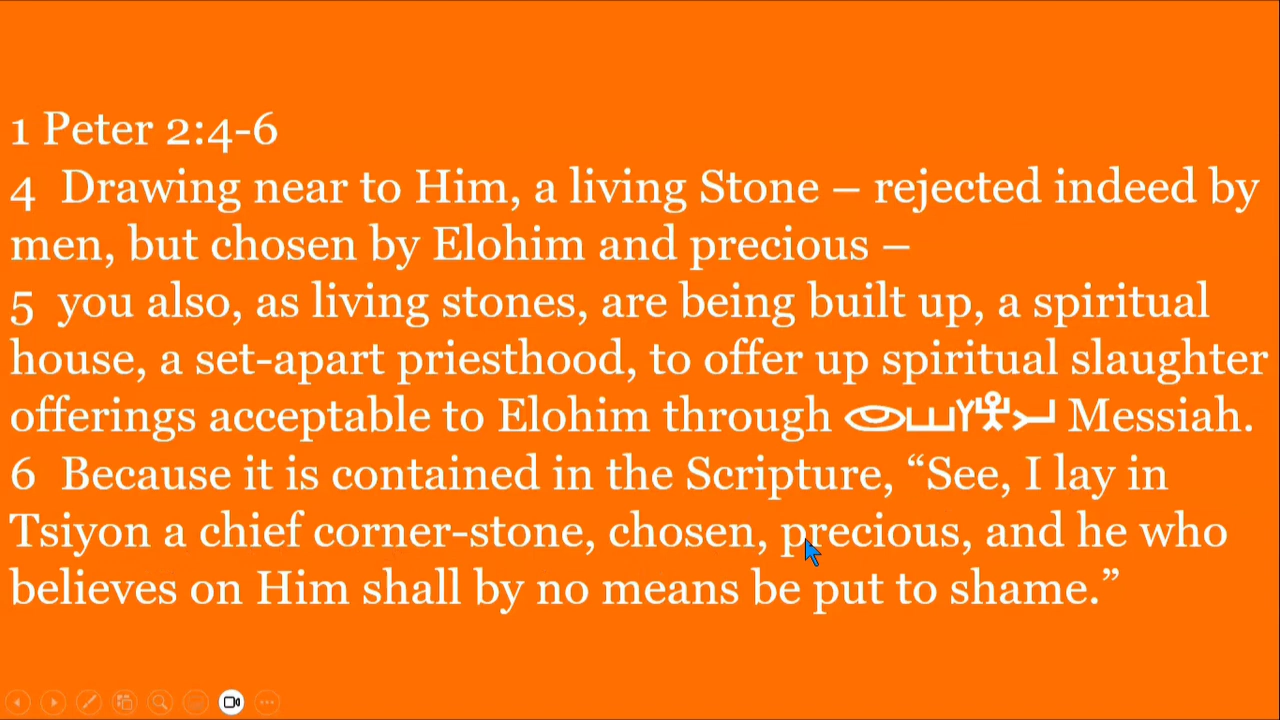 1 Peter 2:4-6
4 Drawing near to Him, a living Stone – rejected indeed by
men, but chosen by Elohim and precious –
5 you also, as living stones, are being built up, a spiritual
house, a set-apart priesthood, to offer up spiritual slaughter
offerings acceptable to Elohim through 𐤉𐤄𐤅𐤔𐤏 Messiah.
6 Because it is contained in the Scripture, “See, I lay in
Tsiyon a chief corner-stone, chosen, precious, and he who
believes on Him shall by no means be put to shame.”